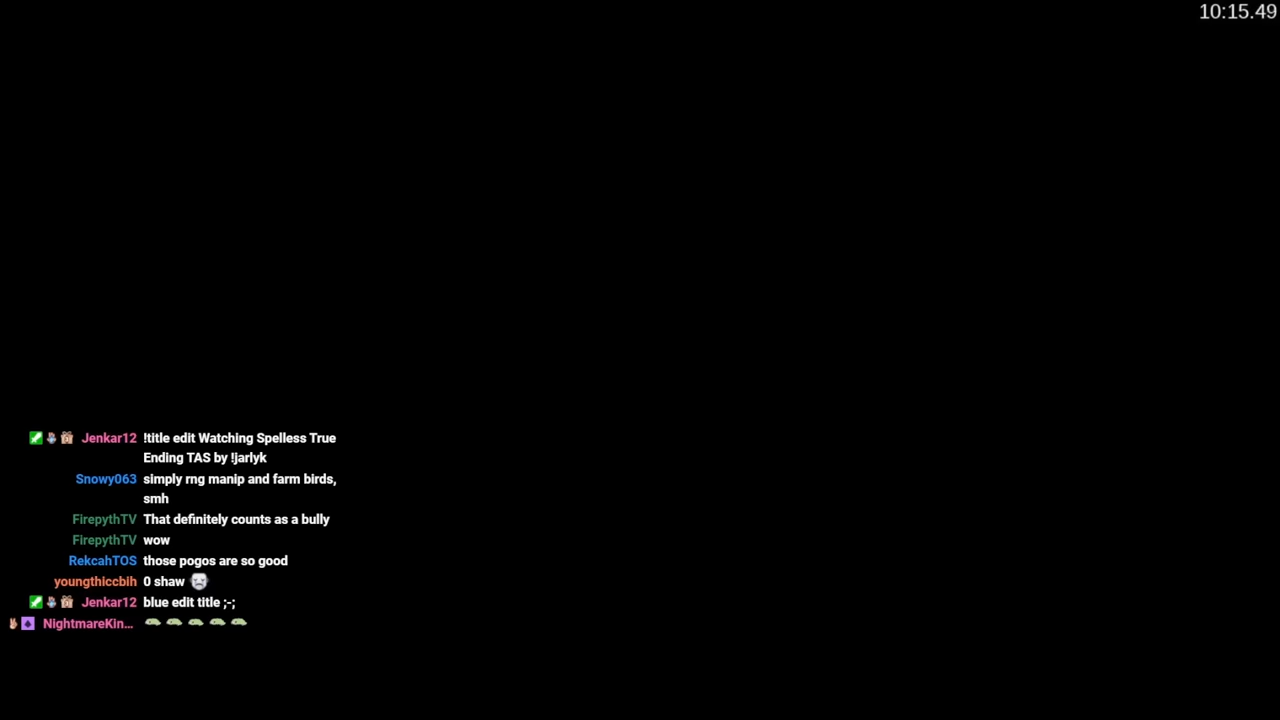 10:15.49
Jenkar12 !title edit Watching Spelless True
Ending TAS by !jarlyk
Snowy063 simply rng manip and farm birds,
smh
FirepythTV That definitely counts as a bully
FirepythTV wow
RekcahTOS those pogos are so good
youngthiccbih 0 shaw
Jenkar12 blue edit title ;-;
NightmareKin...